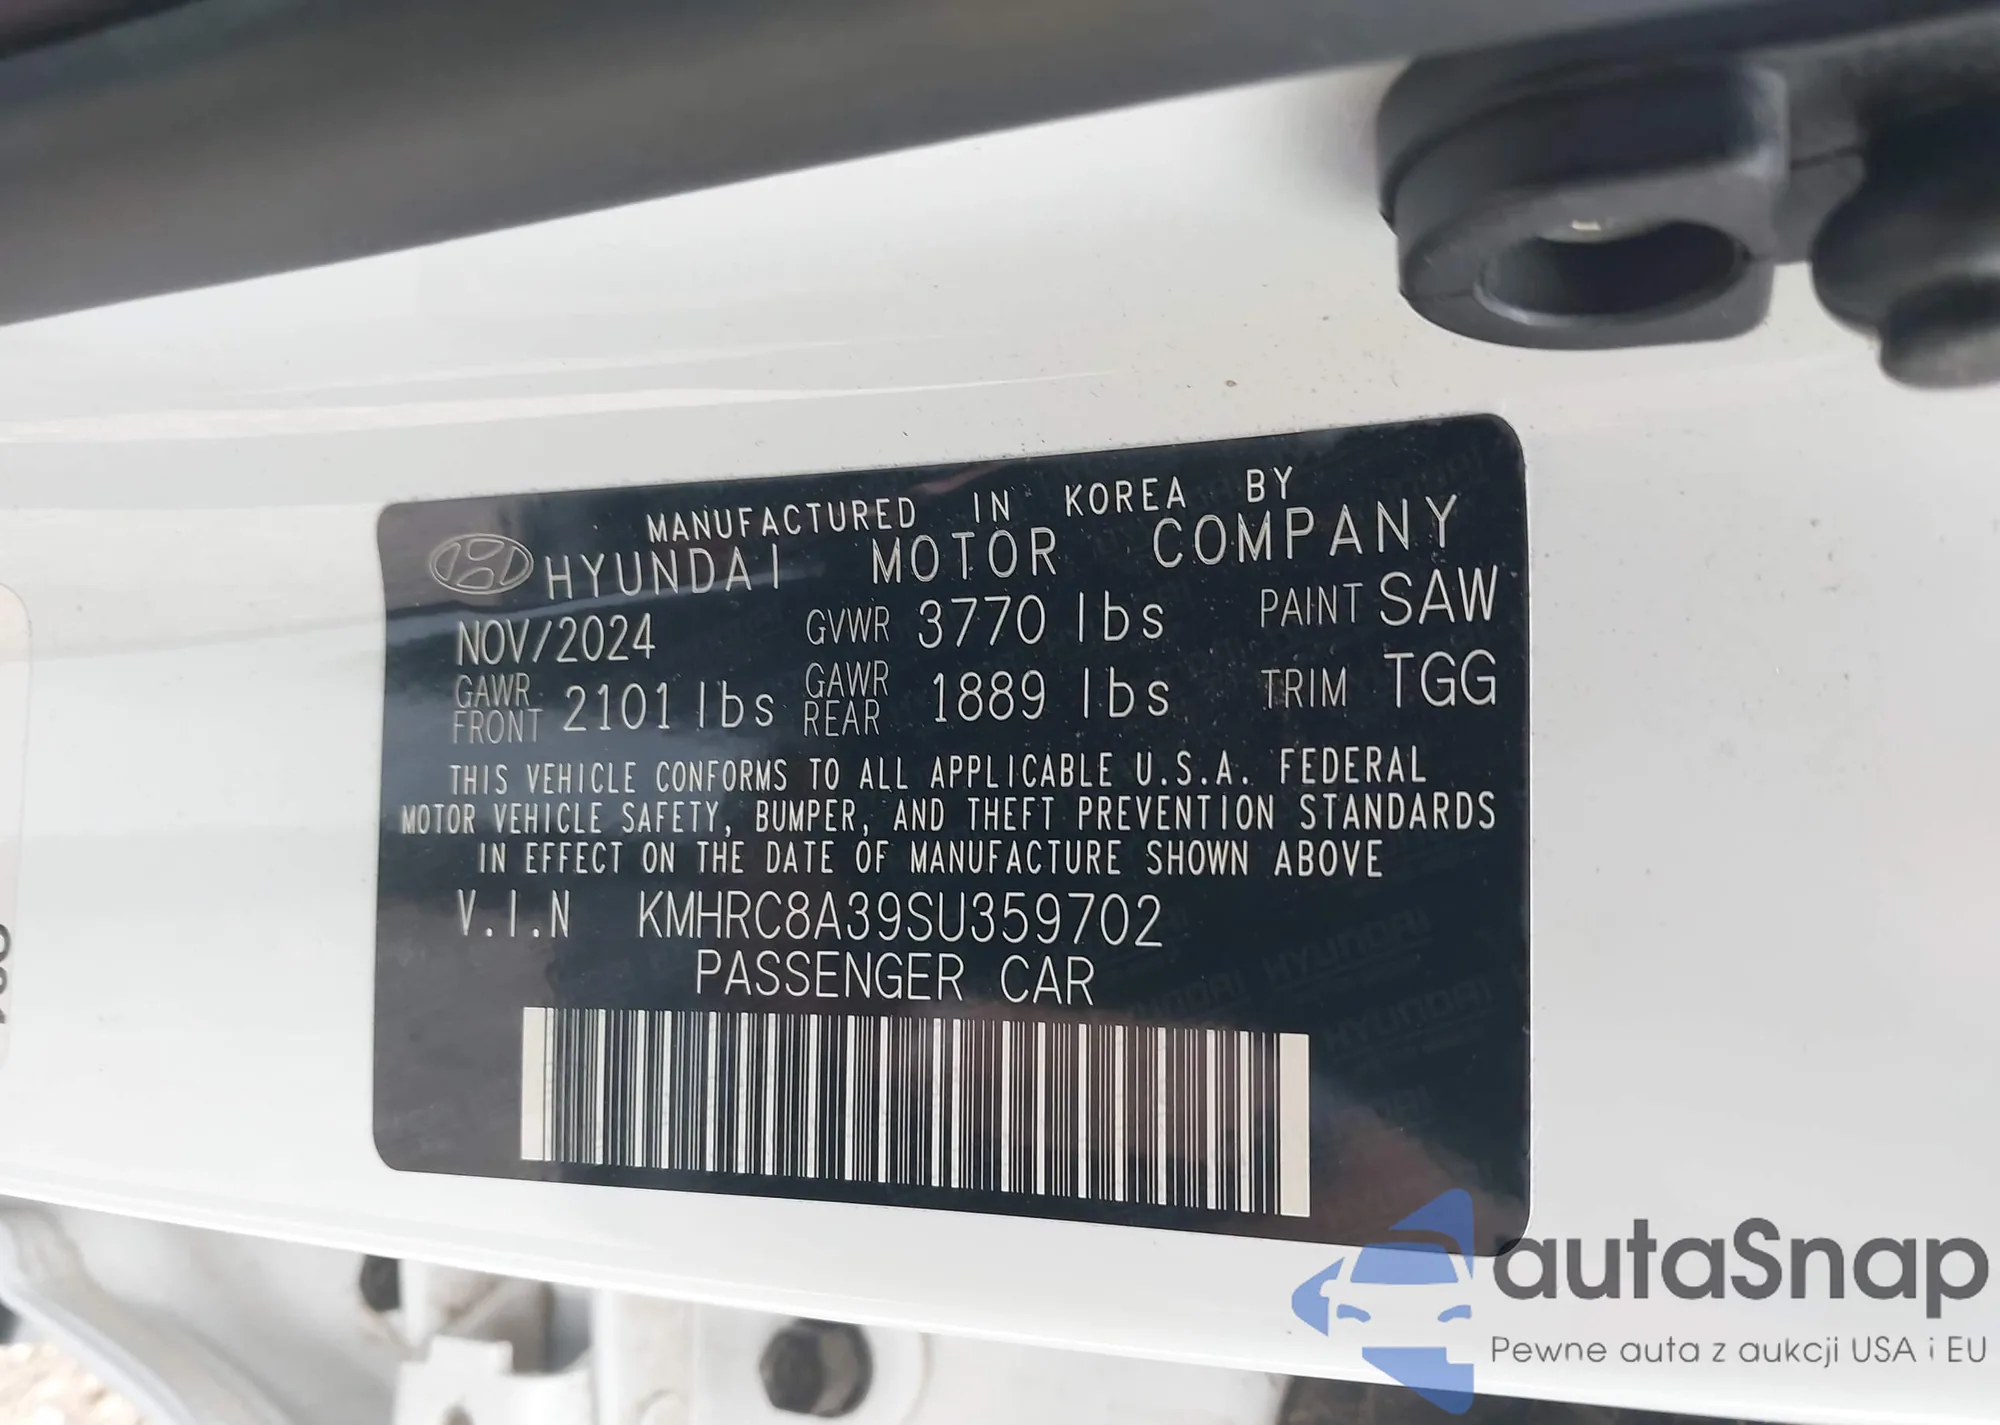 MANUFACTURED IN KOREA BY
HYUNDAI MOTOR COMPANY
NOV/2024 GVWR 3770 lbs PAINT SAW
GAWR FRONT 2101 lbs GAWR REAR 1889 lbs TRIM TGG
THIS VEHICLE CONFORMS TO ALL APPLICABLE U.S.A. FEDERAL
MOTOR VEHICLE SAFETY, BUMPER, AND THEFT PREVENTION STANDARDS
IN EFFECT ON THE DATE OF MANUFACTURE SHOWN ABOVE
V.I.N KMHRC8A39SU359702
PASSENGER CAR
autaSnap
Pewne auta z aukcji USA i EU